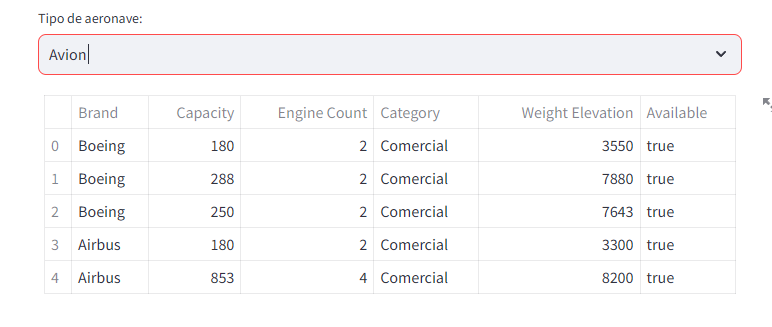 Tipo de aeronave:
Avion
Brand Capacity Engine Count Category Weight Elevation Available
0 Boeing 180 2 Comercial 3550 true
1 Boeing 288 2 Comercial 7880 true
2 Boeing 250 2 Comercial 7643 true
3 Airbus 180 2 Comercial 3300 true
4 Airbus 853 4 Comercial 8200 true